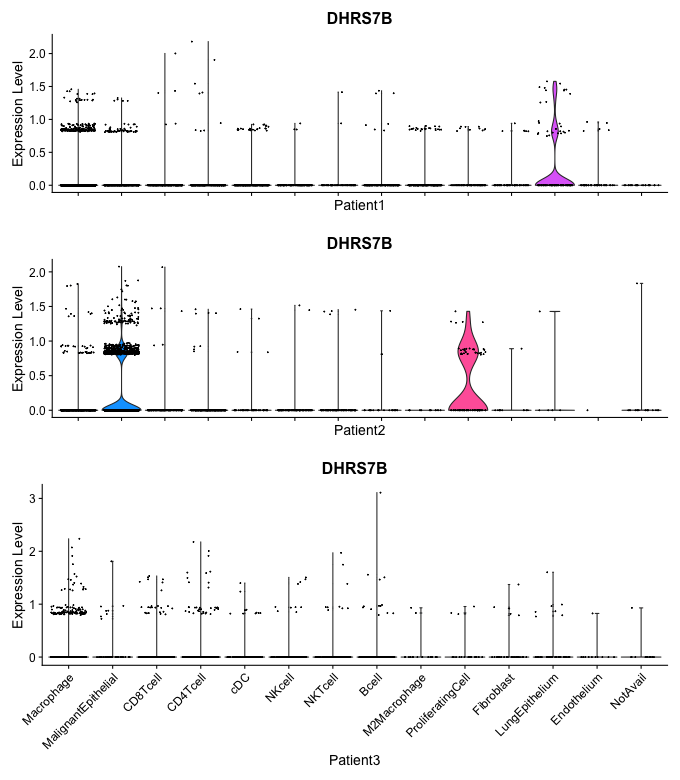 DHRS7B
Expression Level
2.0
1.5
1.0
0.5
0.0
Patient1
DHRS7B
Expression Level
2.0
1.5
1.0
0.5
0.0
Patient2
DHRS7B
Expression Level
3
2
1
0
Macrophage
MalignantEpithelial
CD8Tcell
CD4Tcell
cDC
NKcell
NKTcell
Bcell
M2Macrophage
ProliferatingCell
Fibroblast
LungEpithelium
Endothelium
NotAvail
Patient3